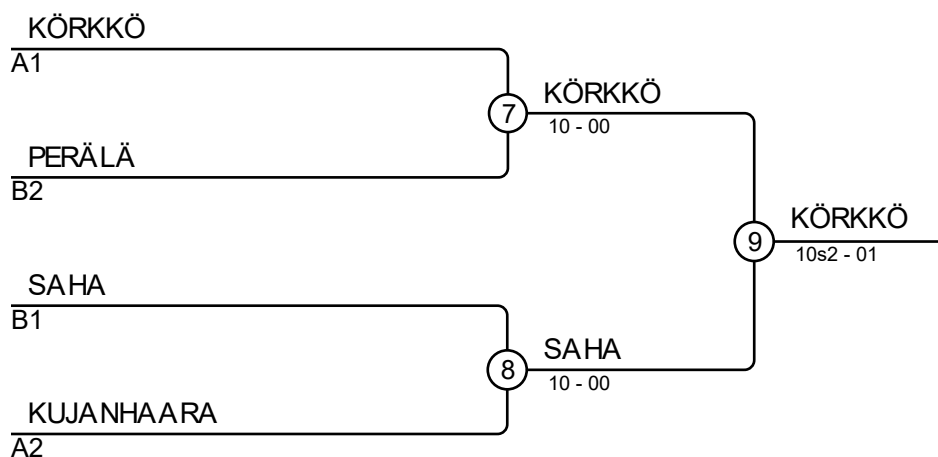 KÖRKKÖ
A1
7
KÖRKKÖ
10 - 00
PERÄLÄ
B2
9
KÖRKKÖ
10s2 - 01
SAHA
B1
8
SAHA
10 - 00
KUJANHAARA
A2